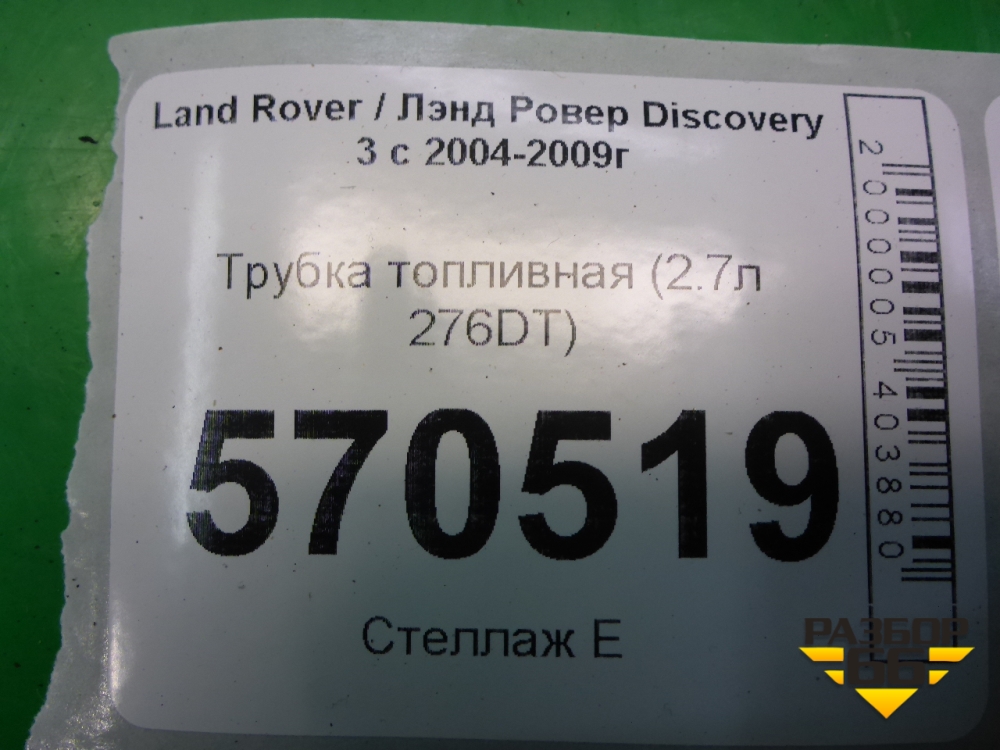 Land Rover / Лэнд Ровер Discovery
3 с 2004-2009г
Трубка топливная (2.7л
276DT)
570519
Стеллаж Е
2000005403880
РАЗБОР
66